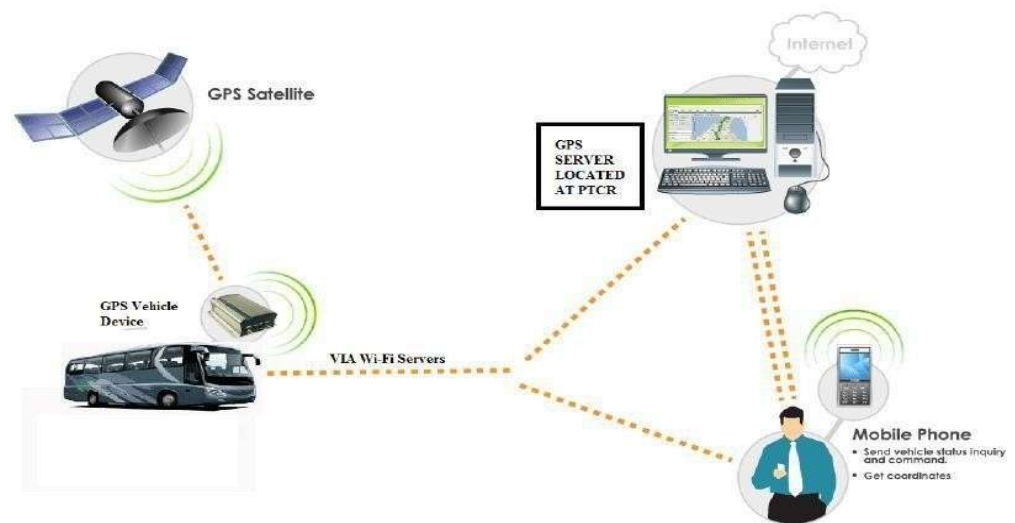 Internet
GPS Satellite
GPS
SERVER
LOCATED
AT PTCR
GPS Vehicle
Device
VIA Wi-Fi Servers
Mobile Phone
▪ Send vehicle status inquiry
and command.
▪ Get coordinates